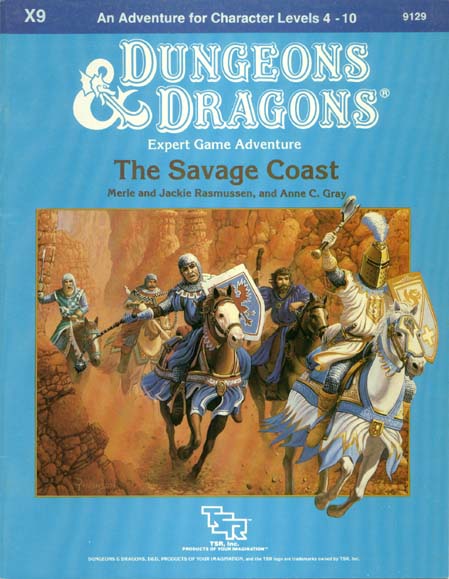 X9 An Adventure for Character Levels 4 - 10 9129
DUNGEONS
& DRAGONS®
Expert Game Adventure
The Savage Coast
Merle and Jackie Rasmussen, and Anne C. Gray
TSR
TSR, Inc.
PRODUCTS OF YOUR IMAGINATION™
DUNGEONS & DRAGONS, D&D, PRODUCTS OF YOUR IMAGINATION, and the TSR logo are trademarks owned by TSR, Inc.